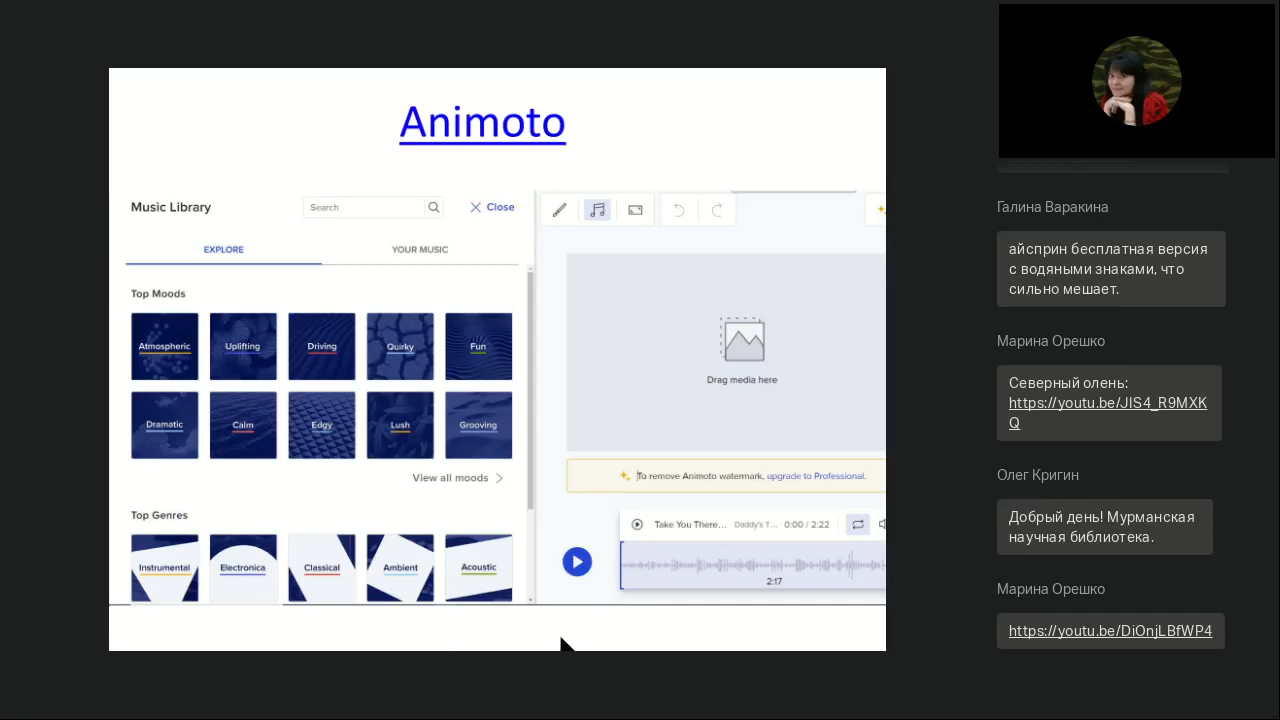 Animoto
Music Library
Search
Close
EXPLORE
YOUR MUSIC
Top Moods
Atmospheric
Uplifting
Driving
Quirky
Fun
Dramatic
Calm
Edgy
Lush
Grooving
View all moods
Top Genres
Instrumental
Electronica
Classical
Ambient
Acoustic
Drag media here
To remove Animoto watermark, upgrade to Professional.
Take You There... Daddy's T... 0:00 / 2:22
2:17
Галина Варакина
айсприн бесплатная версия
с водяными знаками, что
сильно мешает.
Марина Орешко
Северный олень:
https://youtu.be/JIS4_R9MXK
Q
Олег Кригин
Добрый день! Мурманская
научная библиотека.
Марина Орешко
https://youtu.be/DiOnjLBfWP4